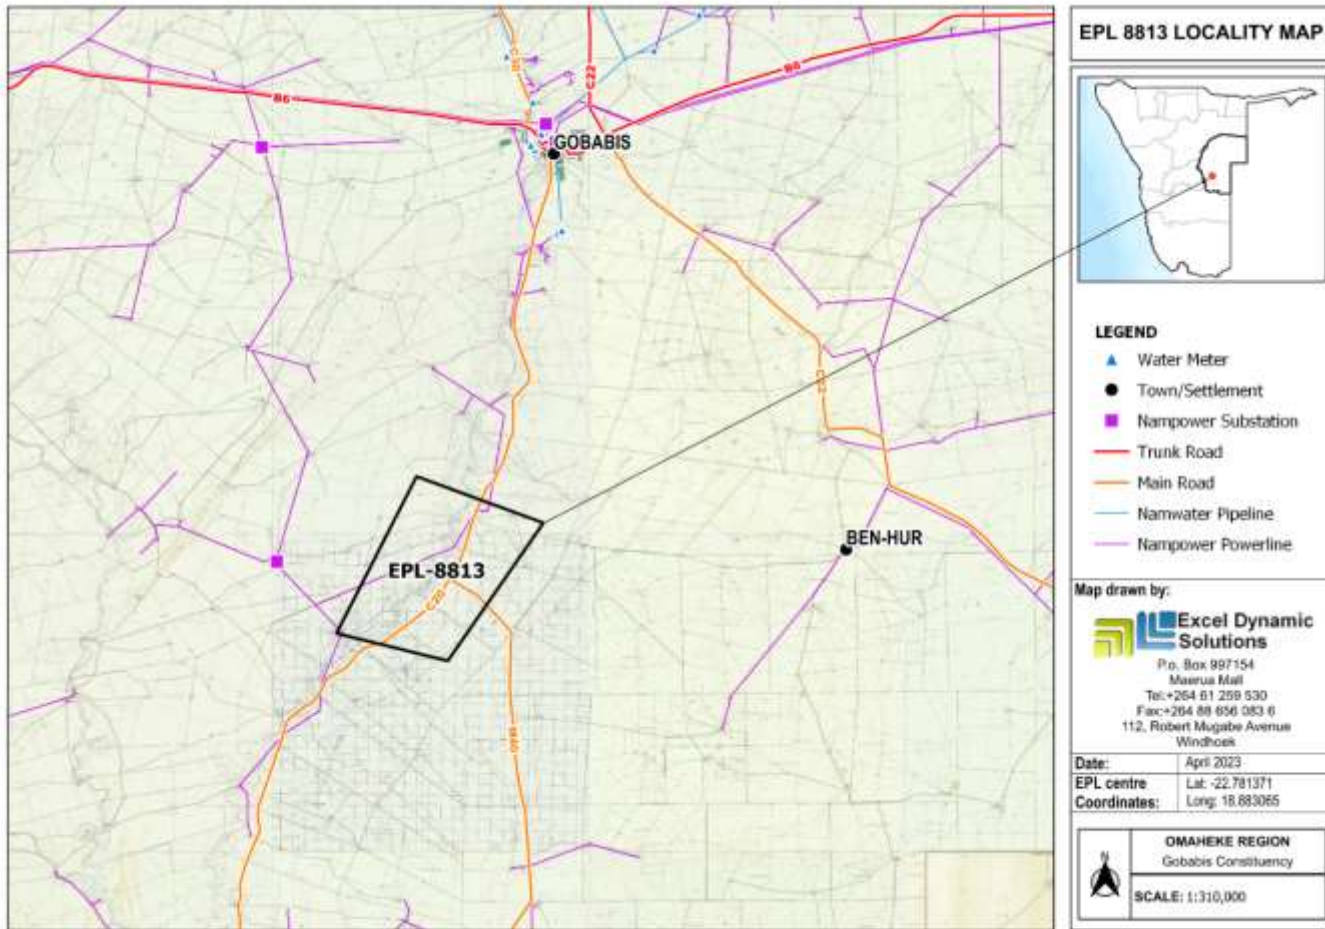 EPL 8813 LOCALITY MAP
B6
C22
B6
GOBABIS
BEN-HUR
EPL-8813
C20
LEGEND
Water Meter
Town/Settlement
Nampower Substation
Trunk Road
Main Road
Namwater Pipeline
Nampower Powerline
Map drawn by:
Excel Dynamic
Solutions
P.o. Box 997154
Maerua Mall
Tel:+264 61 259 530
Fax:+264 88 656 083 6
112, Robert Mugabe Avenue
Windhoek
Date: April 2023
EPL centre Lat: -22.781371
Coordinates: Long: 18.883065
N
OMAHEKE REGION
Gobabis Constituency
SCALE: 1:310,000